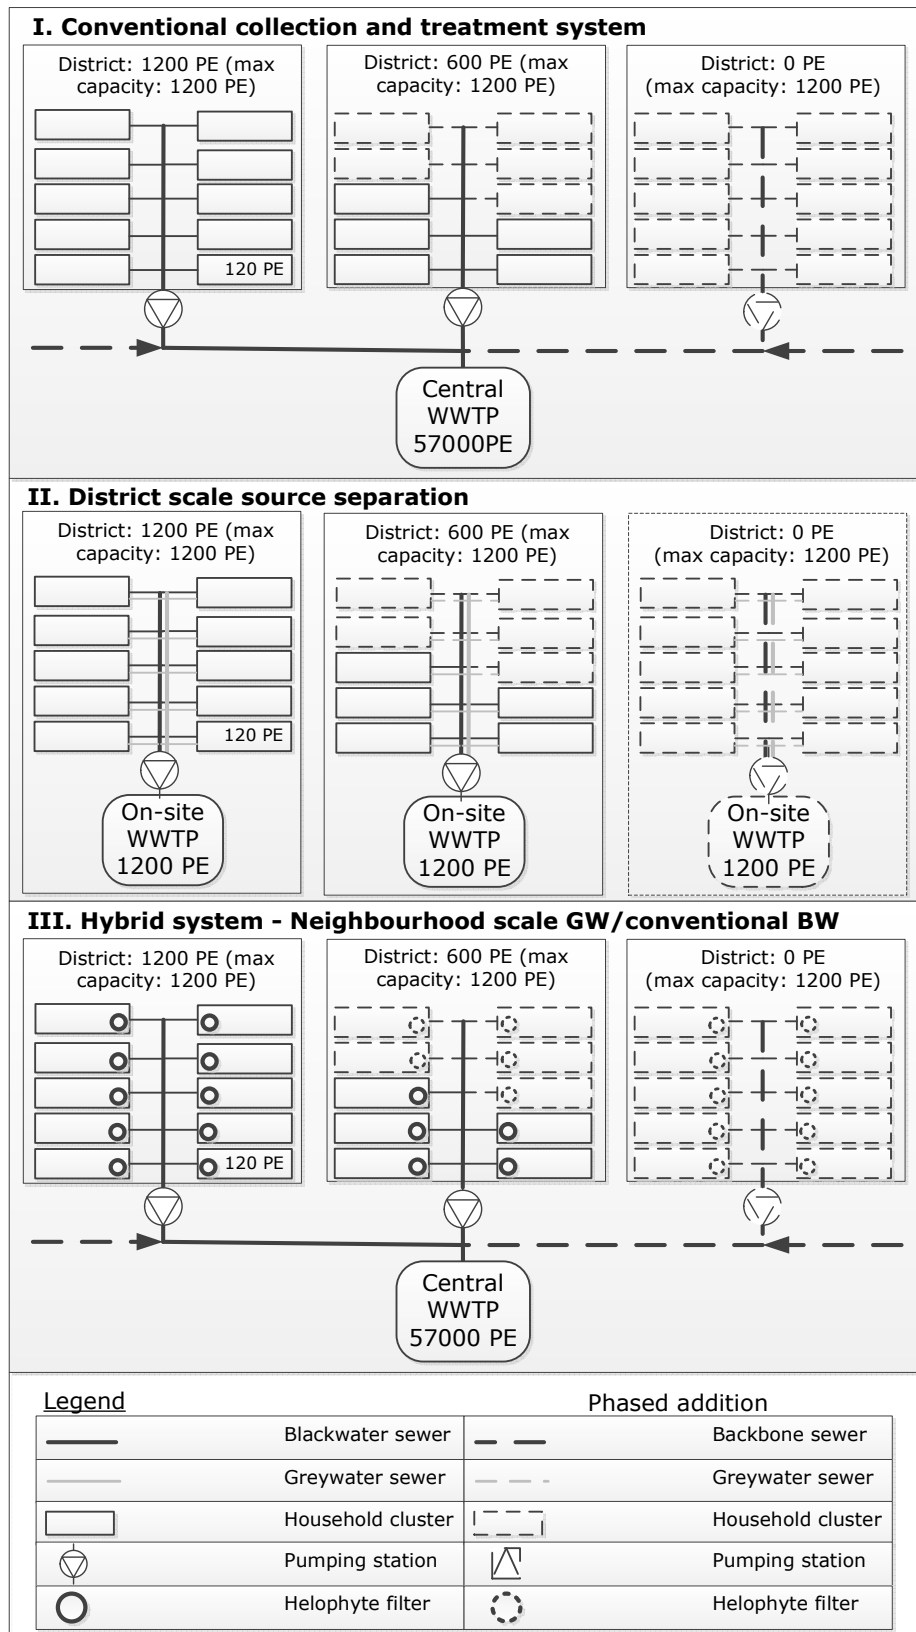 I. Conventional collection and treatment system
District: 1200 PE (max
capacity: 1200 PE)
District: 600 PE (max
capacity: 1200 PE)
District: 0 PE
(max capacity: 1200 PE)
120 PE
Central
WWTP
57000PE
II. District scale source separation
District: 1200 PE (max
capacity: 1200 PE)
District: 600 PE (max
capacity: 1200 PE)
District: 0 PE
(max capacity: 1200 PE)
120 PE
On-site
WWTP
1200 PE
On-site
WWTP
1200 PE
On-site
WWTP
1200 PE
III. Hybrid system - Neighbourhood scale GW/conventional BW
District: 1200 PE (max
capacity: 1200 PE)
District: 600 PE (max
capacity: 1200 PE)
District: 0 PE
(max capacity: 1200 PE)
120 PE
Central
WWTP
57000 PE
Legend
Phased addition
Blackwater sewer
Backbone sewer
Greywater sewer
Greywater sewer
Household cluster
Household cluster
Pumping station
Pumping station
Helophyte filter
Helophyte filter